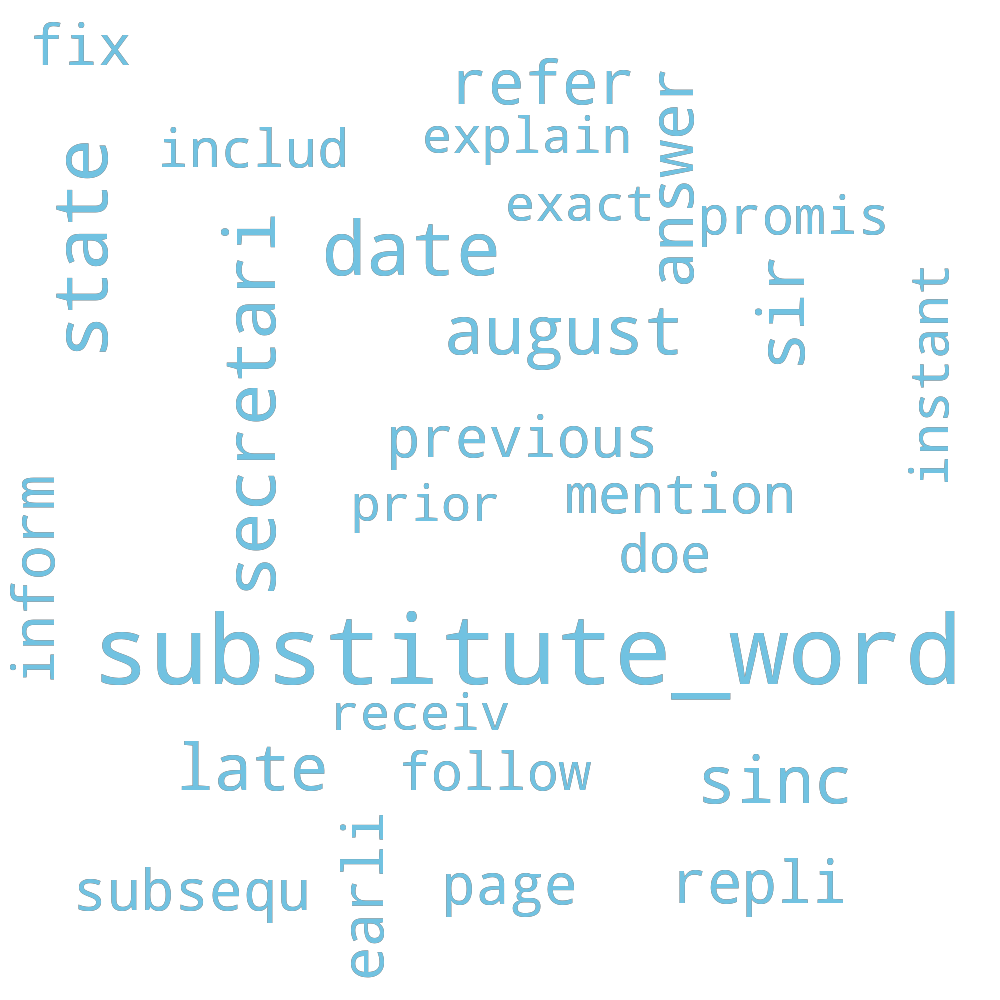 fix
refer
explain
includ
answer
state
exact
promis
date
secretari
sir
august
instant
previous
mention
prior
doe
inform
substitute_word
receiv
late
follow
sinc
earli
subsequ
page
repli